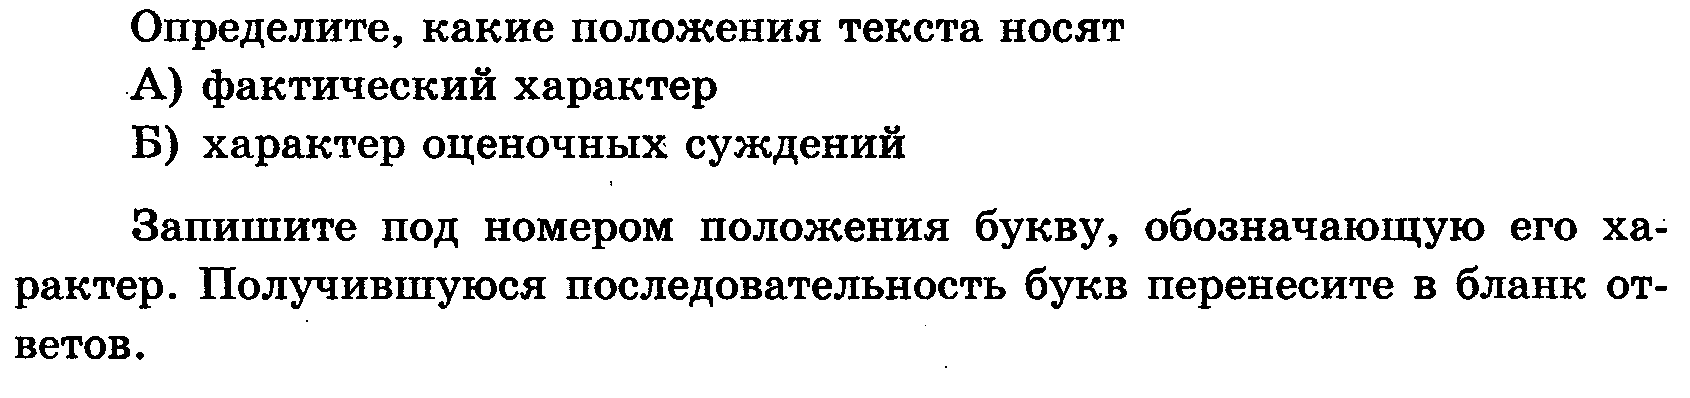 Определите, какие положения текста носят
А) фактический характер
Б) характер оценочных суждений
Запишите под номером положения букву, обозначающую его ха-
рактер. Получившуюся последовательность букв перенесите в бланк от-
ветов.